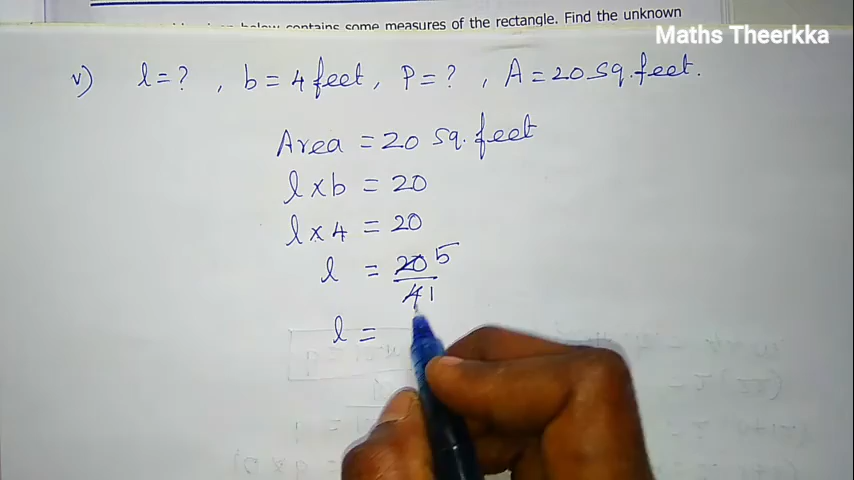 below contains some measures of the rectangle. Find the unknown
Maths Theerkka
v) l = ? , b = 4 feet, P = ? , A = 20 Sq. feet.
Area = 20 Sq. feet
l x b = 20
l x 4 = 20
l = 20 5
4 1
l =